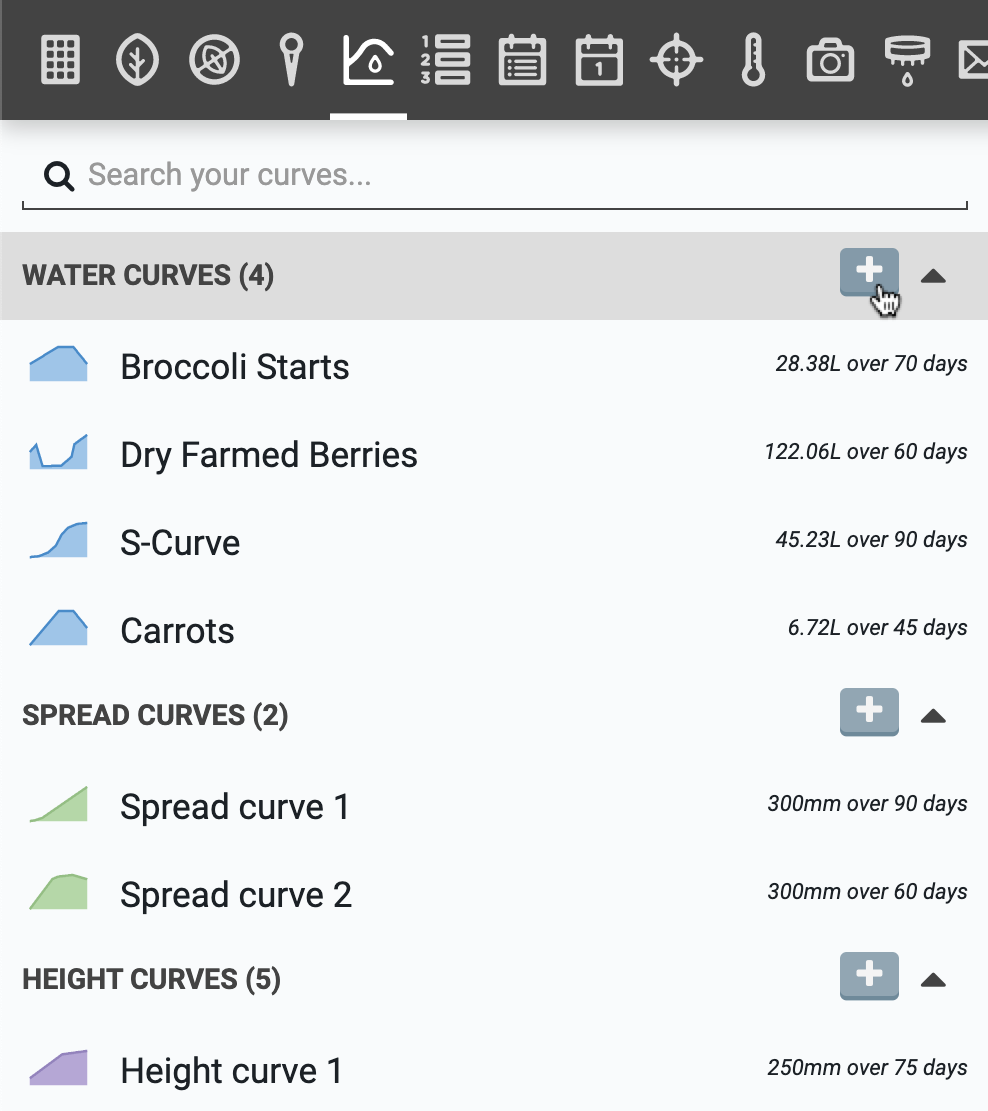 1
2
3
1
Search your curves...
WATER CURVES (4)
Broccoli Starts 28.38L over 70 days
Dry Farmed Berries 122.06L over 60 days
S-Curve 45.23L over 90 days
Carrots 6.72L over 45 days
SPREAD CURVES (2)
Spread curve 1 300mm over 90 days
Spread curve 2 300mm over 60 days
HEIGHT CURVES (5)
Height curve 1 250mm over 75 days